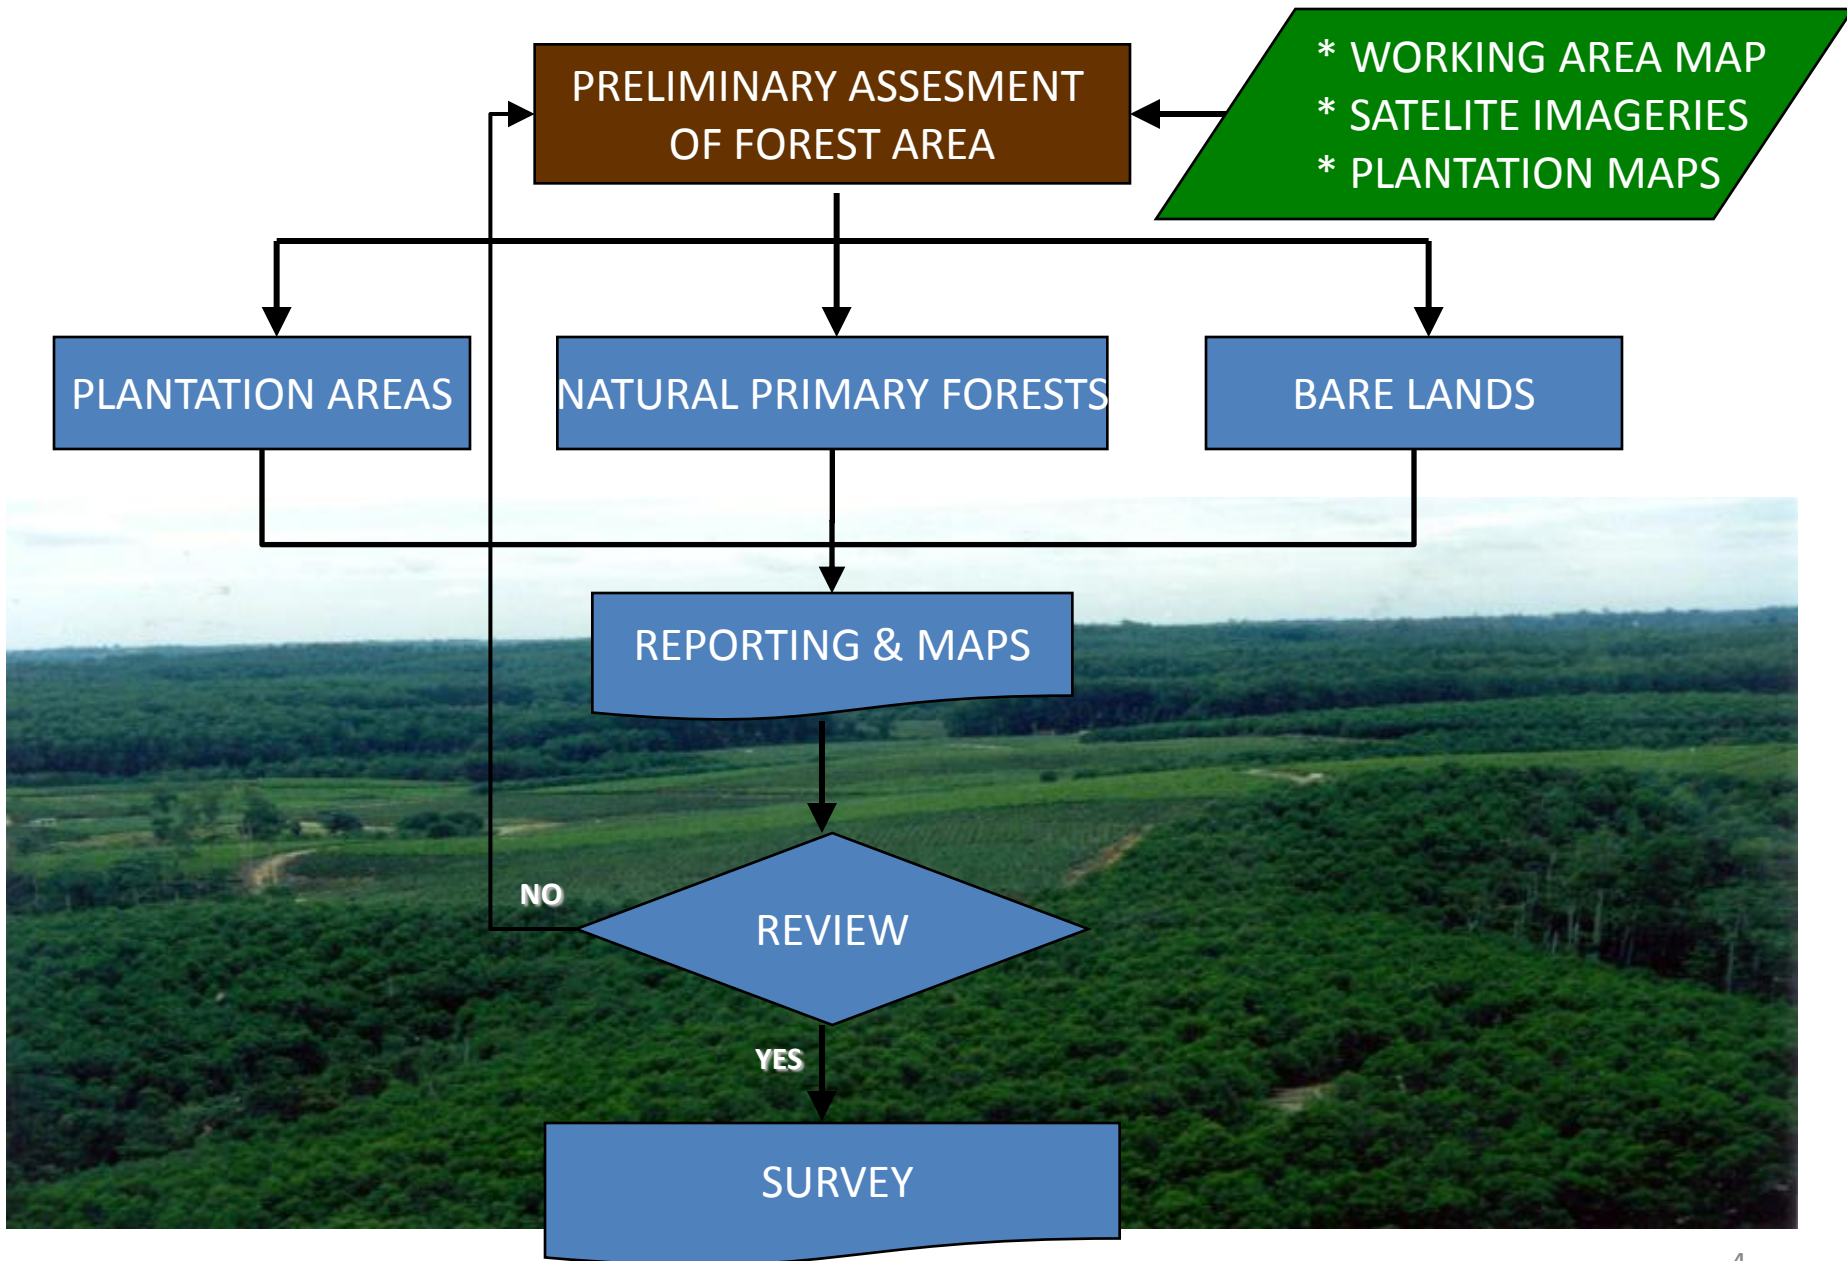 PRELIMINARY ASSESMENT
OF FOREST AREA
* WORKING AREA MAP
* SATELITE IMAGERIES
* PLANTATION MAPS
PLANTATION AREAS
NATURAL PRIMARY FORESTS
BARE LANDS
REPORTING & MAPS
NO
REVIEW
YES
SURVEY
4